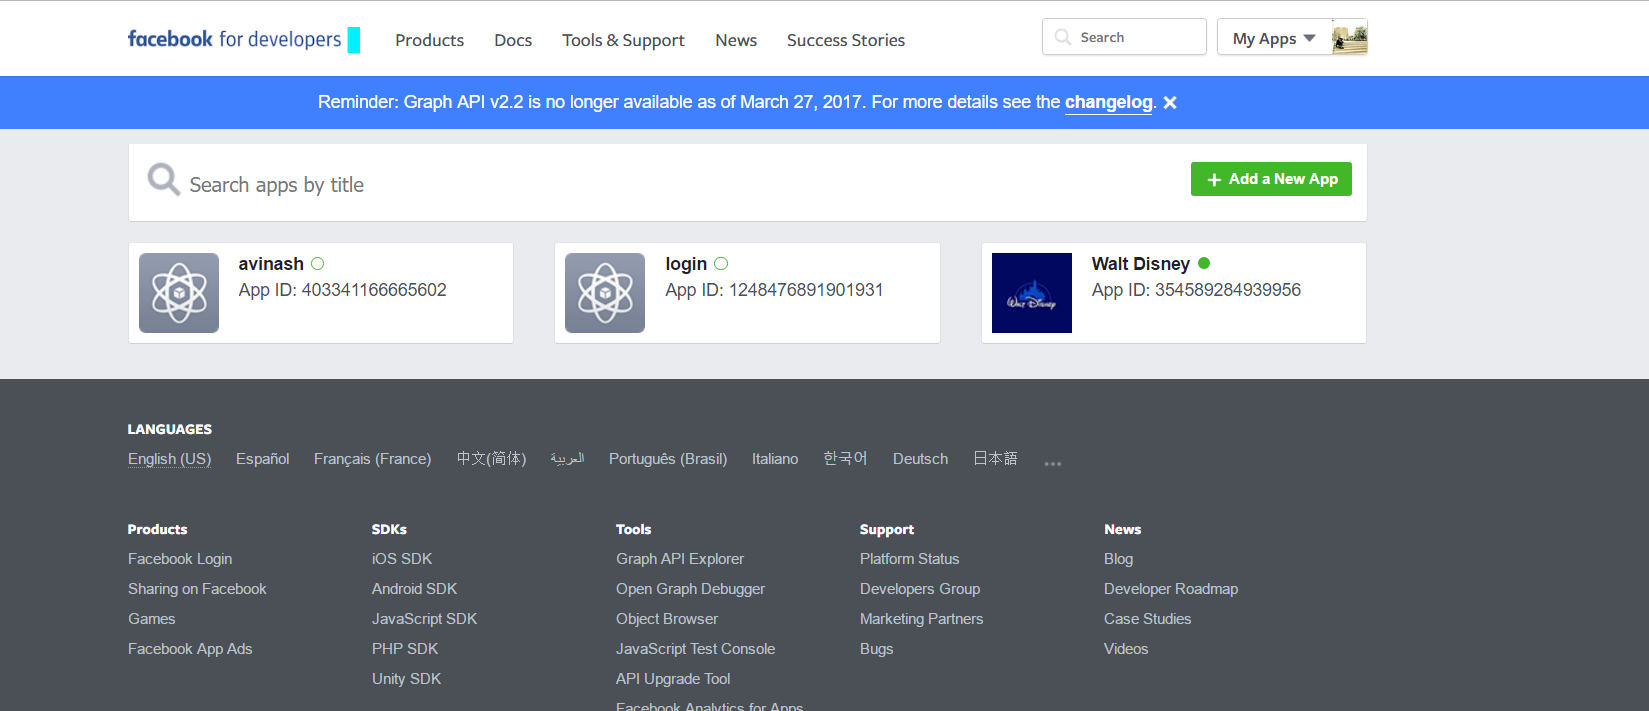 facebook for developers Products Docs Tools & Support News Success Stories Search My Apps
Reminder: Graph API v2.2 is no longer available as of March 27, 2017. For more details see the changelog.
Search apps by title + Add a New App
avinash
App ID: 403341166665602
login
App ID: 1248476891901931
WALT DISNEY
Walt Disney
App ID: 354589284939956
LANGUAGES
English (US) Español Français (France) 中文(简体) العربية Português (Brasil) Italiano 한국어 Deutsch 日本語 ...
Products SDKs Tools Support News
Facebook Login iOS SDK Graph API Explorer Platform Status Blog
Sharing on Facebook Android SDK Open Graph Debugger Developers Group Developer Roadmap
Games JavaScript SDK Object Browser Marketing Partners Case Studies
Facebook App Ads PHP SDK JavaScript Test Console Bugs Videos
Unity SDK API Upgrade Tool
Facebook Analytics for Apps